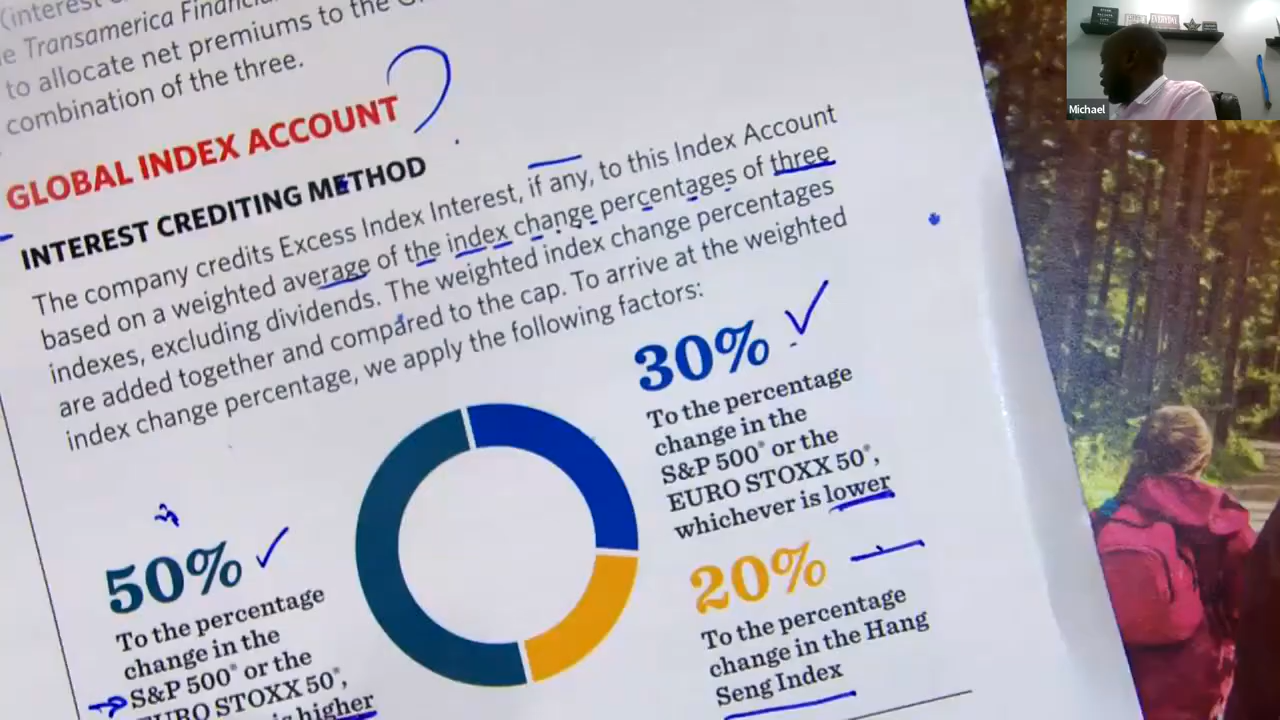 (interest
Transamerica Financial
to allocate net premiums to the
combination of the three.
GLOBAL INDEX ACCOUNT
INTEREST CREDITING METHOD
The company credits Excess Index Interest, if any, to this Index Account
based on a weighted average of the index change percentages of three
indexes, excluding dividends. The weighted index change percentages
are added together and compared to the cap. To arrive at the weighted
index change percentage, we apply the following factors:
30%
To the percentage
change in the
S&P 500® or the
EURO STOXX 50®,
whichever is lower
50%
To the percentage
change in the
S&P 500® or the
EURO STOXX 50®,
is higher
20%
To the percentage
change in the Hang
Seng Index
EVERYDAY
Michael